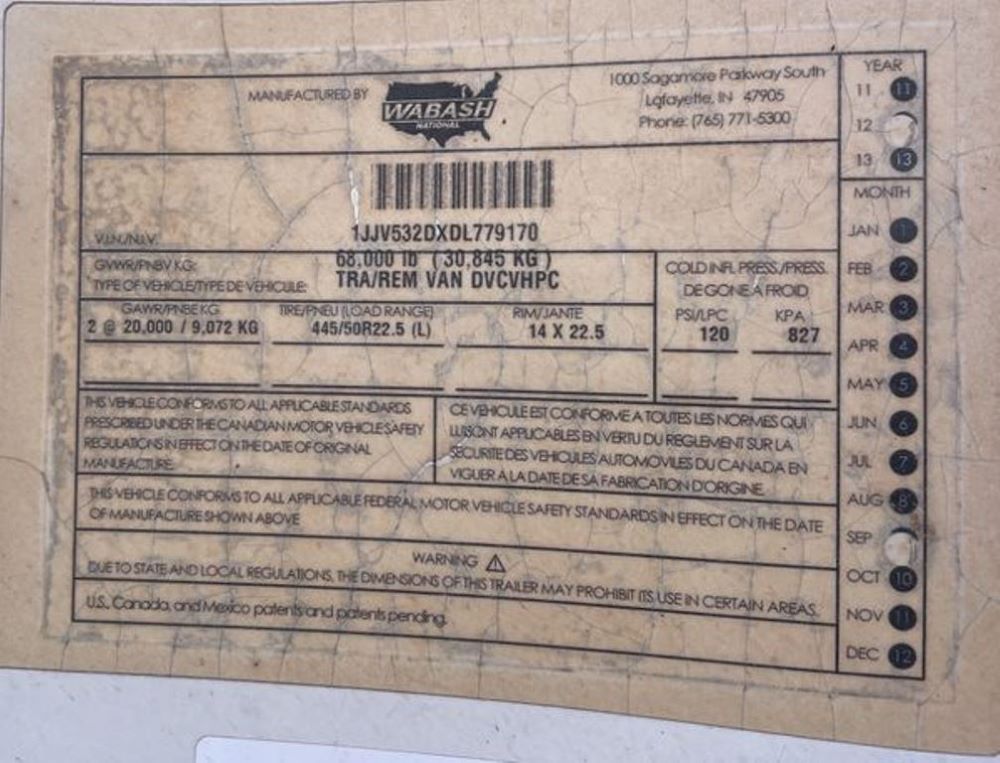 MANUFACTURED BY
WABASH
NATIONAL
1000 Sagamore Parkway South
Lafayette, IN 47905
Phone: (765) 771-5300
V.I.N./N.I.V.
1JJV532DXDL779170
GVWR/PNBV KG:
68,000 lb ( 30,845 KG )
TYPE OF VEHICLE/TYPE DE VEHICULE:
TRA/REM VAN DVCVHPC
COLD INFL. PRESS./PRESS.
DE GONF. A FROID
GAWR/PNBE KG
TIRE/PNEU (LOAD RANGE)
RIM/JANTE
PSI/LPC
KPA
2 @ 20,000 / 9,072 KG
445/50R22.5 (L)
14 X 22.5
120
827
THIS VEHICLE CONFORMS TO ALL APPLICABLE STANDARDS
PRESCRIBED UNDER THE CANADIAN MOTOR VEHICLE SAFETY
REGULATIONS IN EFFECT ON THE DATE OF ORIGINAL
MANUFACTURE.
CE VEHICULE EST CONFORME A TOUTES LES NORMES QUI
LUI SONT APPLICABLES EN VERTU DU REGLEMENT SUR LA
SECURITE DES VEHICULES AUTOMOVILES DU CANADA EN
VIGUER A LA DATE DE SA FABRICATION D'ORIGINE.
THIS VEHICLE CONFORMS TO ALL APPLICABLE FEDERAL MOTOR VEHICLE SAFETY STANDARDS IN EFFECT ON THE DATE
OF MANUFACTURE SHOWN ABOVE
WARNING
DUE TO STATE AND LOCAL REGULATIONS, THE DIMENSIONS OF THIS TRAILER MAY PROHIBIT ITS USE IN CERTAIN AREAS.
U.S., Canada, and Mexico patents and patents pending.
YEAR
11 11
12
13 13
MONTH
JAN 1
FEB 2
MAR 3
APR 4
MAY 5
JUN 6
JUL 7
AUG 8
SEP
OCT 10
NOV 11
DEC 12